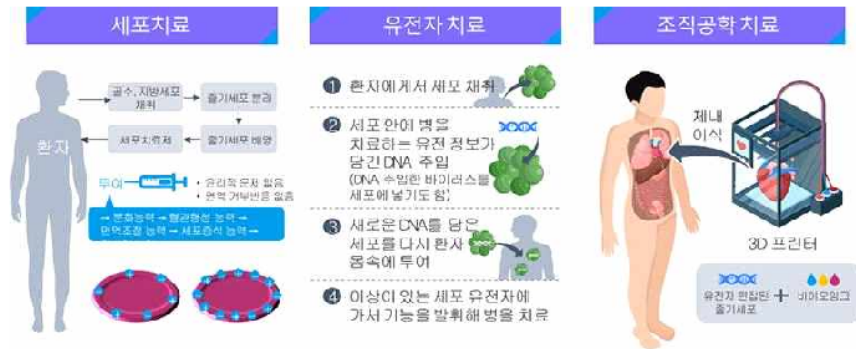 세포치료
환자
골수, 지방세포
채취
줄기세포 분리
줄기세포 배양
세포치료제
투여
• 윤리적 문제 없음
• 면역 거부반응 없음
→ 분화능력 → 혈관형성 능력 →
면역조절 능력 → 세포증식 능력 →
유전자 치료
1 환자에게서 세포 채취
2 세포 안에 병을
치료하는 유전 정보가
담긴 DNA 주입
(DNA 주입한 바이러스를
세포에 넣기도 함)
3 새로운 DNA를 담은
세포를 다시 환자
몸속에 투여
4 이상이 있는 세포 유전자에
가서 기능을 발휘해 병을 치료
조직공학 치료
체내
이식
3D 프린터
유전자 편집된
줄기세포
+
바이오잉크